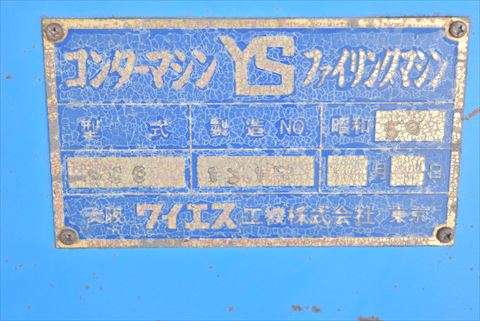 コンターマシン YS ファイリングマシン
型式 製造NO 昭和
月 日
大阪 ワイエス工機株式会社 東京